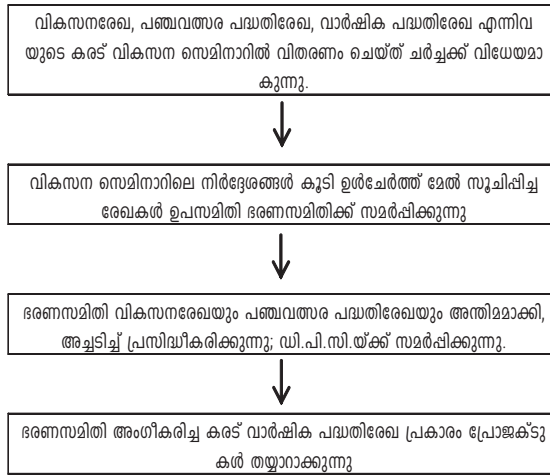 വികസനരേഖ, പഞ്ചവത്സര പദ്ധതിരേഖ, വാർഷിക പദ്ധതിരേഖ എന്നിവ
യുടെ കരട് വികസന സെമിനാറിൽ വിതരണം ചെയ്ത് ചർച്ചക്ക് വിധേയമാ
കുന്നു.
വികസന സെമിനാറിലെ നിർദ്ദേശങ്ങൾ കൂടി ഉൾചേർത്ത് മേൽ സൂചിപ്പിച്ച
രേഖകൾ ഉപസമിതി ഭരണസമിതിക്ക് സമർപ്പിക്കുന്നു
ഭരണസമിതി വികസനരേഖയും പഞ്ചവത്സര പദ്ധതിരേഖയും അന്തിമമാക്കി,
അച്ചടിച്ച് പ്രസിദ്ധീകരിക്കുന്നു; ഡി.പി.സി.യ്ക്ക് സമർപ്പിക്കുന്നു.
ഭരണസമിതി അംഗീകരിച്ച കരട് വാർഷിക പദ്ധതിരേഖ പ്രകാരം പ്രോജക്ടു
കൾ തയ്യാറാക്കുന്നു